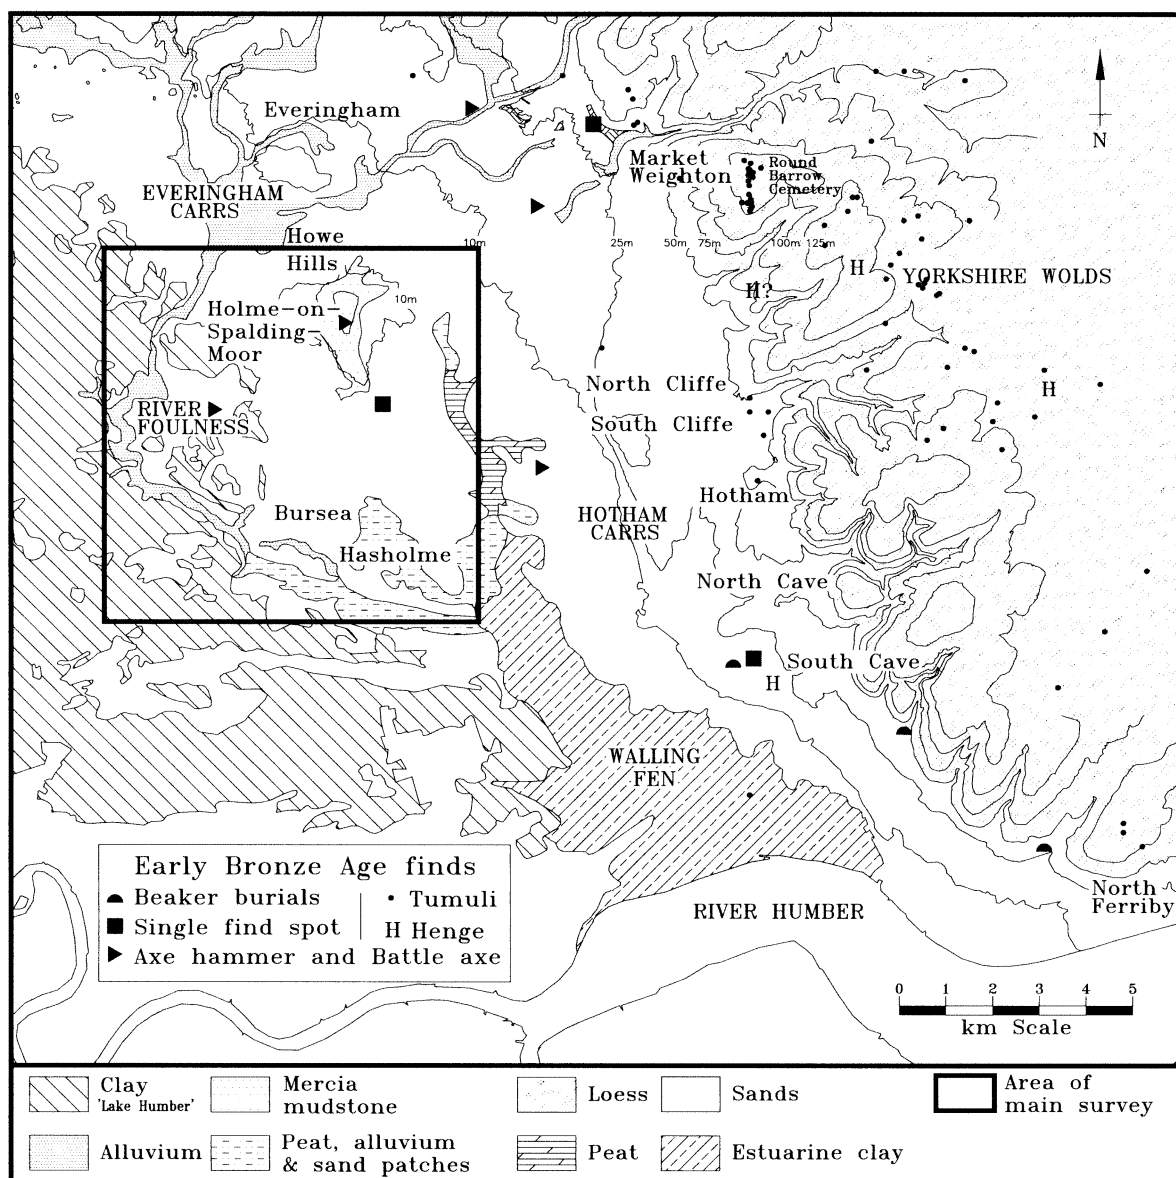 Everingham
N
Market
Weighton
Round
Barrow
Cemetery
EVERINGHAM
CARRS
Howe
Hills
10m
25m
50m
75m
100m
125m
H
YORKSHIRE WOLDS
H?
Holme-on-
Spalding-
Moor
10m
North Cliffe
H
RIVER
FOULNESS
South Cliffe
Hotham
Bursea
HOTHAM
CARRS
Hasholme
North Cave
South Cave
H
WALLING
FEN
Early Bronze Age finds
Beaker burials
Tumuli
Single find spot
H Henge
Axe hammer and Battle axe
RIVER HUMBER
North
Ferriby
0 1 2 3 4 5
km Scale
Clay
'Lake Humber'
Mercia
mudstone
Loess
Sands
Area of
main survey
Alluvium
Peat, alluvium
& sand patches
Peat
Estuarine clay